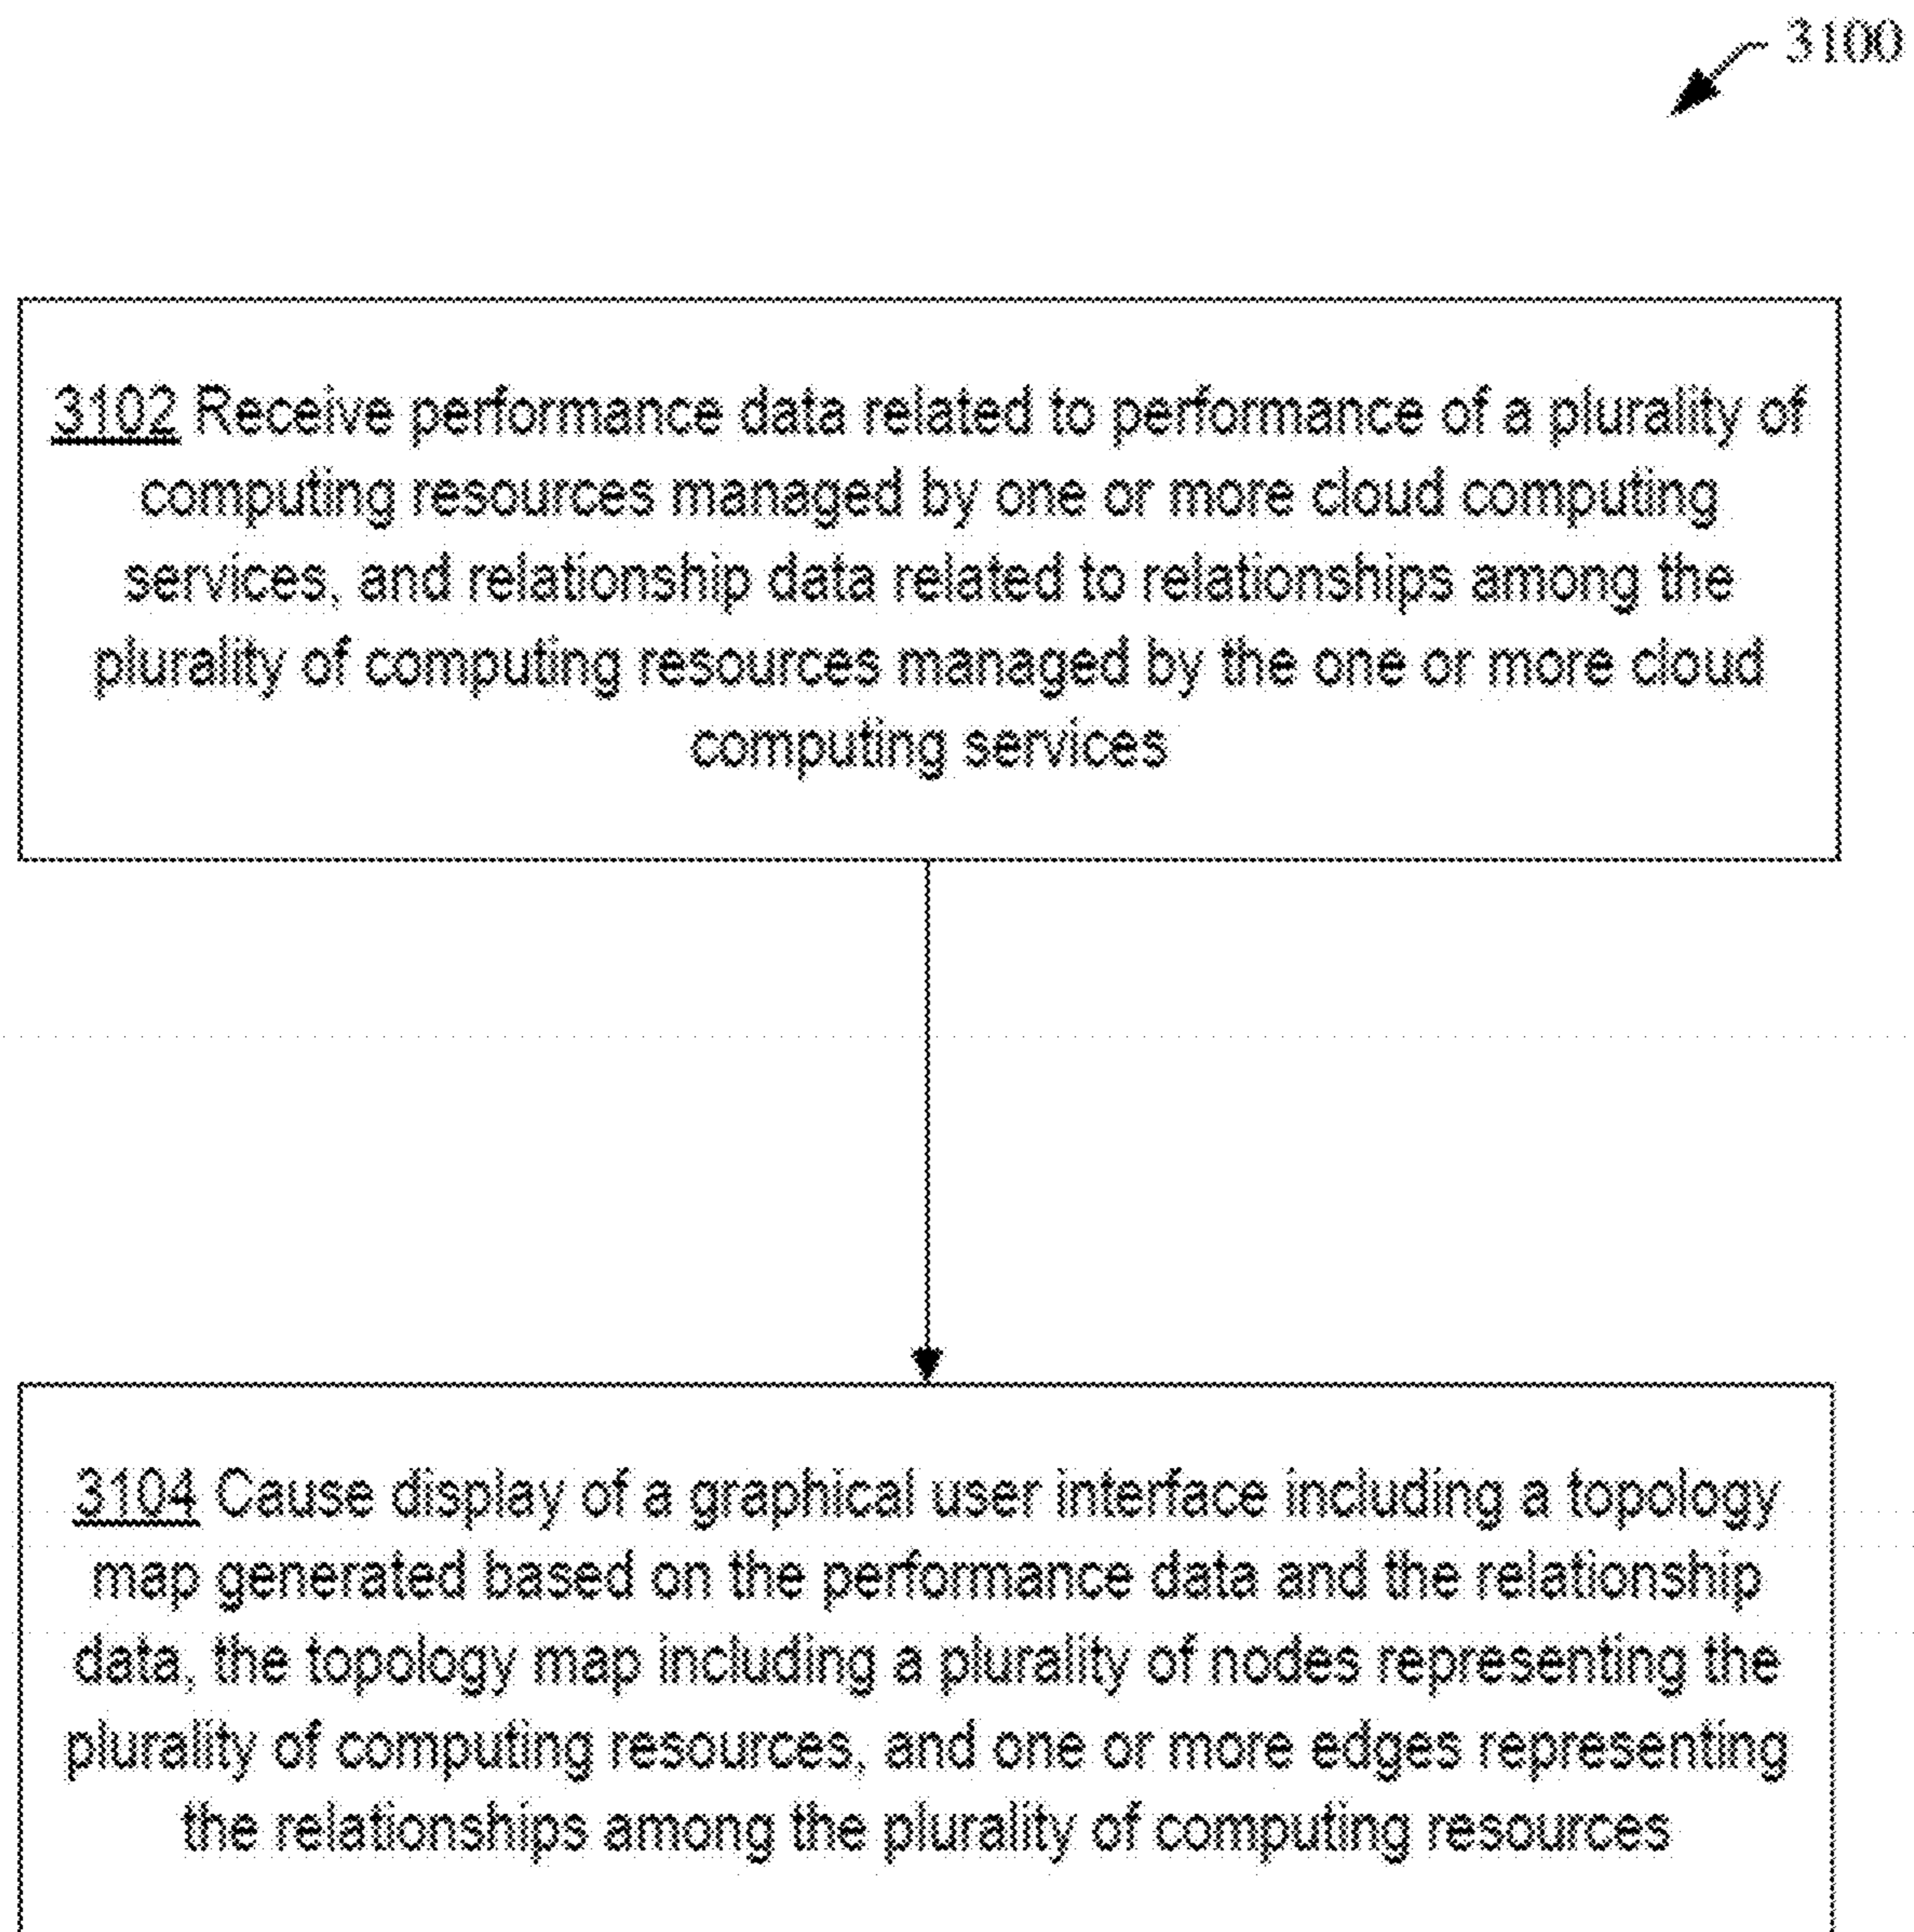 3100
3102 Receive performance data related to performance of a plurality of
computing resources managed by one or more cloud computing
services, and relationship data related to relationships among the
plurality of computing resources managed by the one or more cloud
computing services
3104 Cause display of a graphical user interface including a topology
map generated based on the performance data and the relationship
data, the topology map including a plurality of nodes representing the
plurality of computing resources, and one or more edges representing
the relationships among the plurality of computing resources